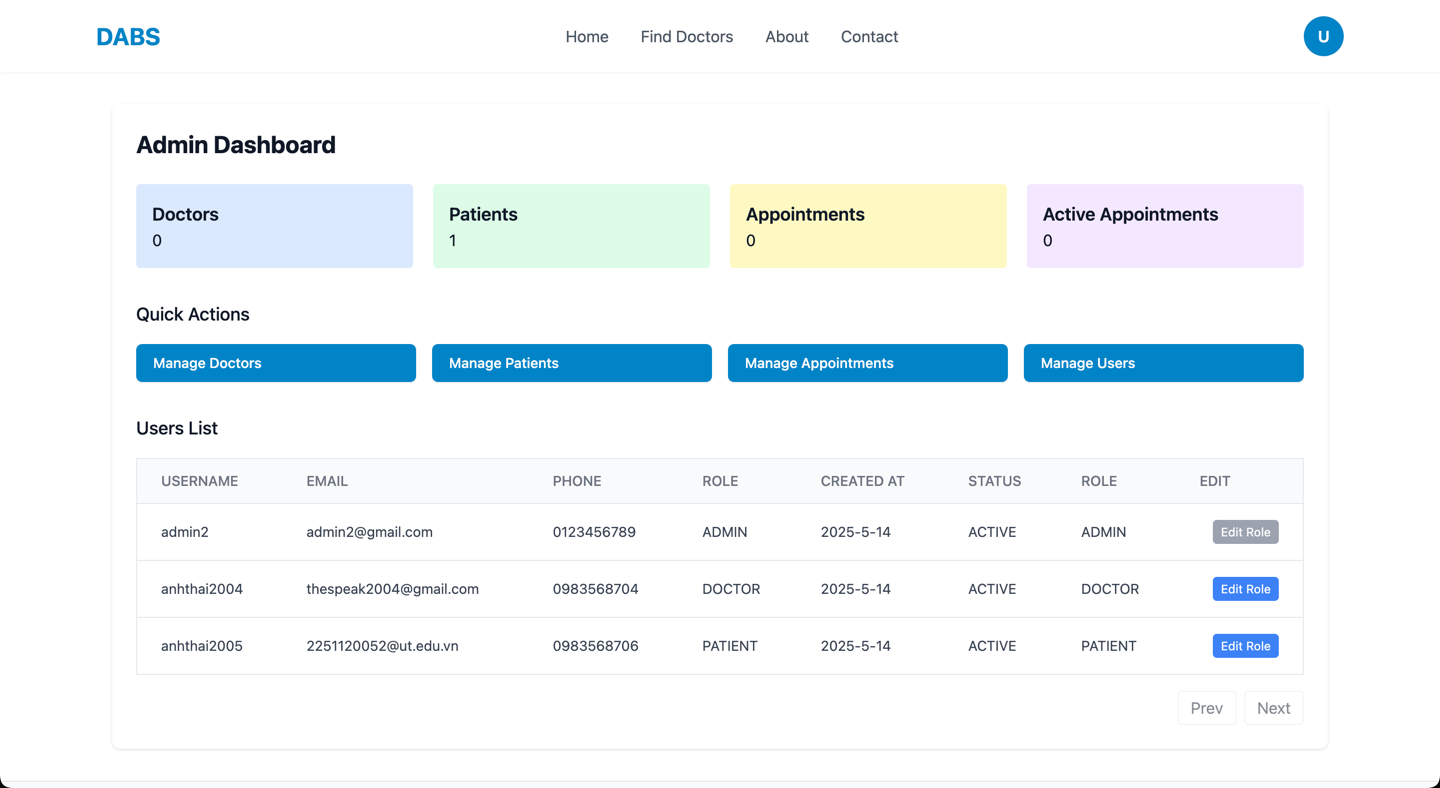 DABS Home Find Doctors About Contact U
Admin Dashboard
Doctors Patients Appointments Active Appointments
0 1 0 0
Quick Actions
Manage Doctors Manage Patients Manage Appointments Manage Users
Users List
USERNAME EMAIL PHONE ROLE CREATED AT STATUS ROLE EDIT
admin2 admin2@gmail.com 0123456789 ADMIN 2025-5-14 ACTIVE ADMIN Edit Role
anhthai2004 thespeak2004@gmail.com 0983568704 DOCTOR 2025-5-14 ACTIVE DOCTOR Edit Role
anhthai2005 2251120052@ut.edu.vn 0983568706 PATIENT 2025-5-14 ACTIVE PATIENT Edit Role
Prev Next